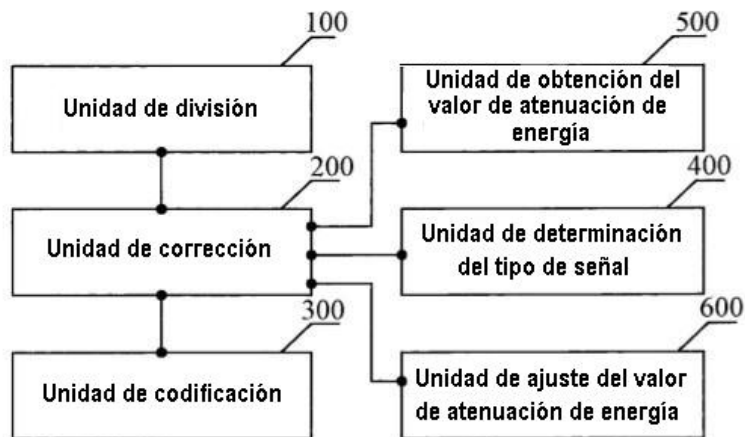 100
Unidad de división
200
Unidad de corrección
300
Unidad de codificación
500
Unidad de obtención del
valor de atenuación de
energía
400
Unidad de determinación
del tipo de señal
600
Unidad de ajuste del valor
de atenuación de energía